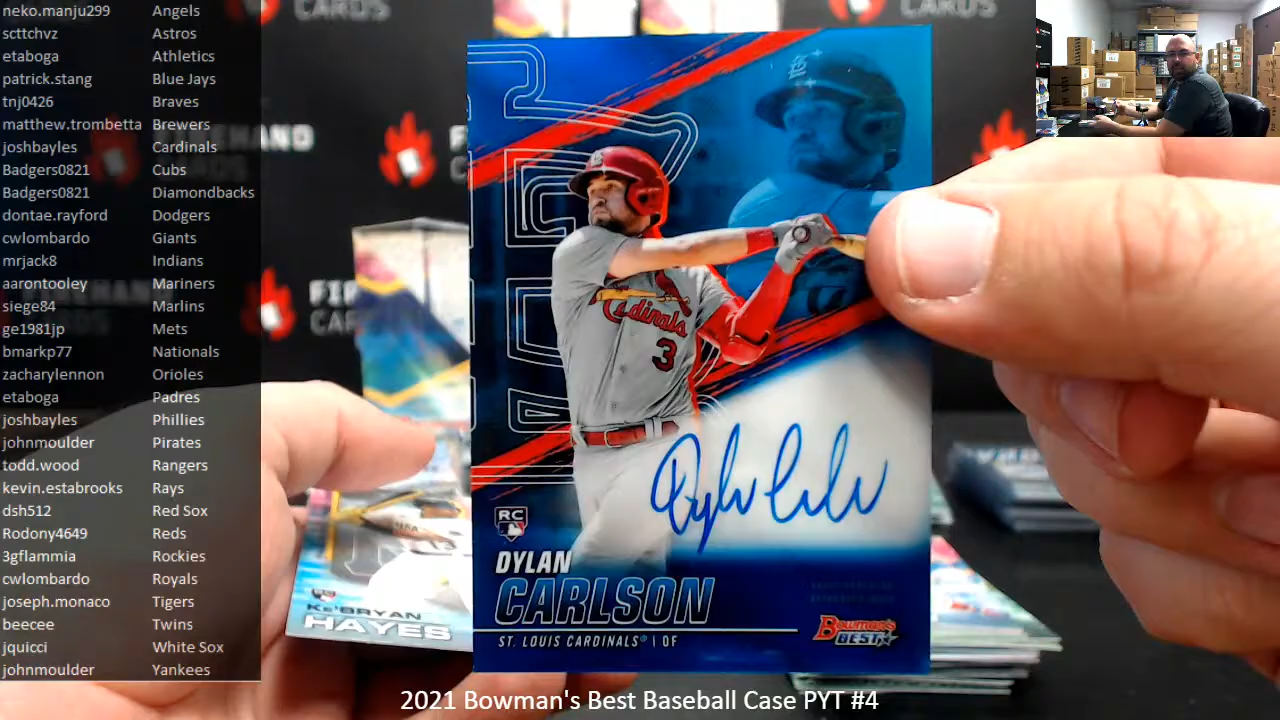 neko.manju299 Angels
scttchvz Astros
etaboga Athletics
patrick.stang Blue Jays
tnj0426 Braves
matthew.trombetta Brewers
joshbayles Cardinals
Badgers0821 Cubs
Badgers0821 Diamondbacks
dontae.rayford Dodgers
cwlombardo Giants
mrjack8 Indians
aarontooley Mariners
siege84 Marlins
ge1981jp Mets
bmarkp77 Nationals
zacharylennon Orioles
etaboga Padres
joshbayles Phillies
johnmoulder Pirates
todd.wood Rangers
kevin.estabrooks Rays
dsh512 Red Sox
Rodony4649 Reds
3gflammia Rockies
cwlombardo Royals
joseph.monaco Tigers
beecee Twins
jquicci White Sox
johnmoulder Yankees
CARDS
CARDS
Cardinals
3
RC
DYLAN
CARLSON
ST. LOUIS CARDINALS® | OF
Bowman's
BEST
Ke'BRYAN
HAYES
2021 Bowman's Best Baseball Case PYT #4